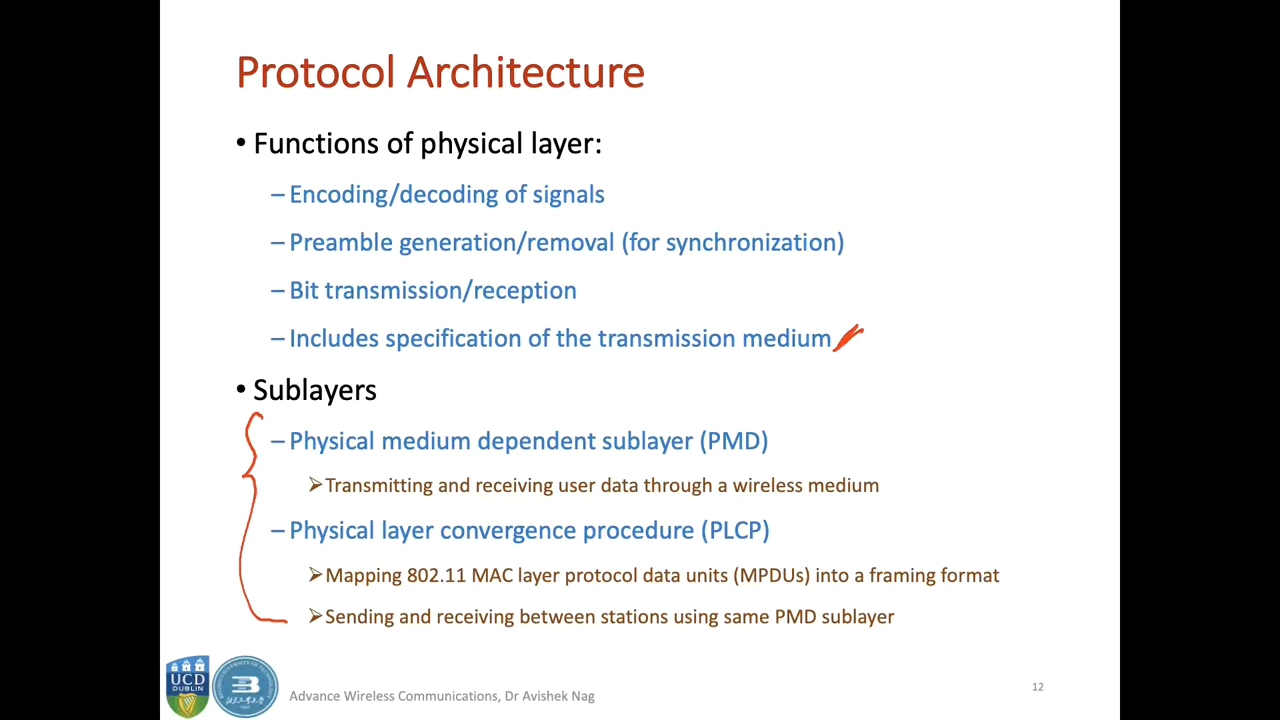 Protocol Architecture
• Functions of physical layer:
– Encoding/decoding of signals
– Preamble generation/removal (for synchronization)
– Bit transmission/reception
– Includes specification of the transmission medium
• Sublayers
– Physical medium dependent sublayer (PMD)
➢ Transmitting and receiving user data through a wireless medium
– Physical layer convergence procedure (PLCP)
➢ Mapping 802.11 MAC layer protocol data units (MPDUs) into a framing format
➢ Sending and receiving between stations using same PMD sublayer
UCD
DUBLIN
Advance Wireless Communications, Dr Avishek Nag
12